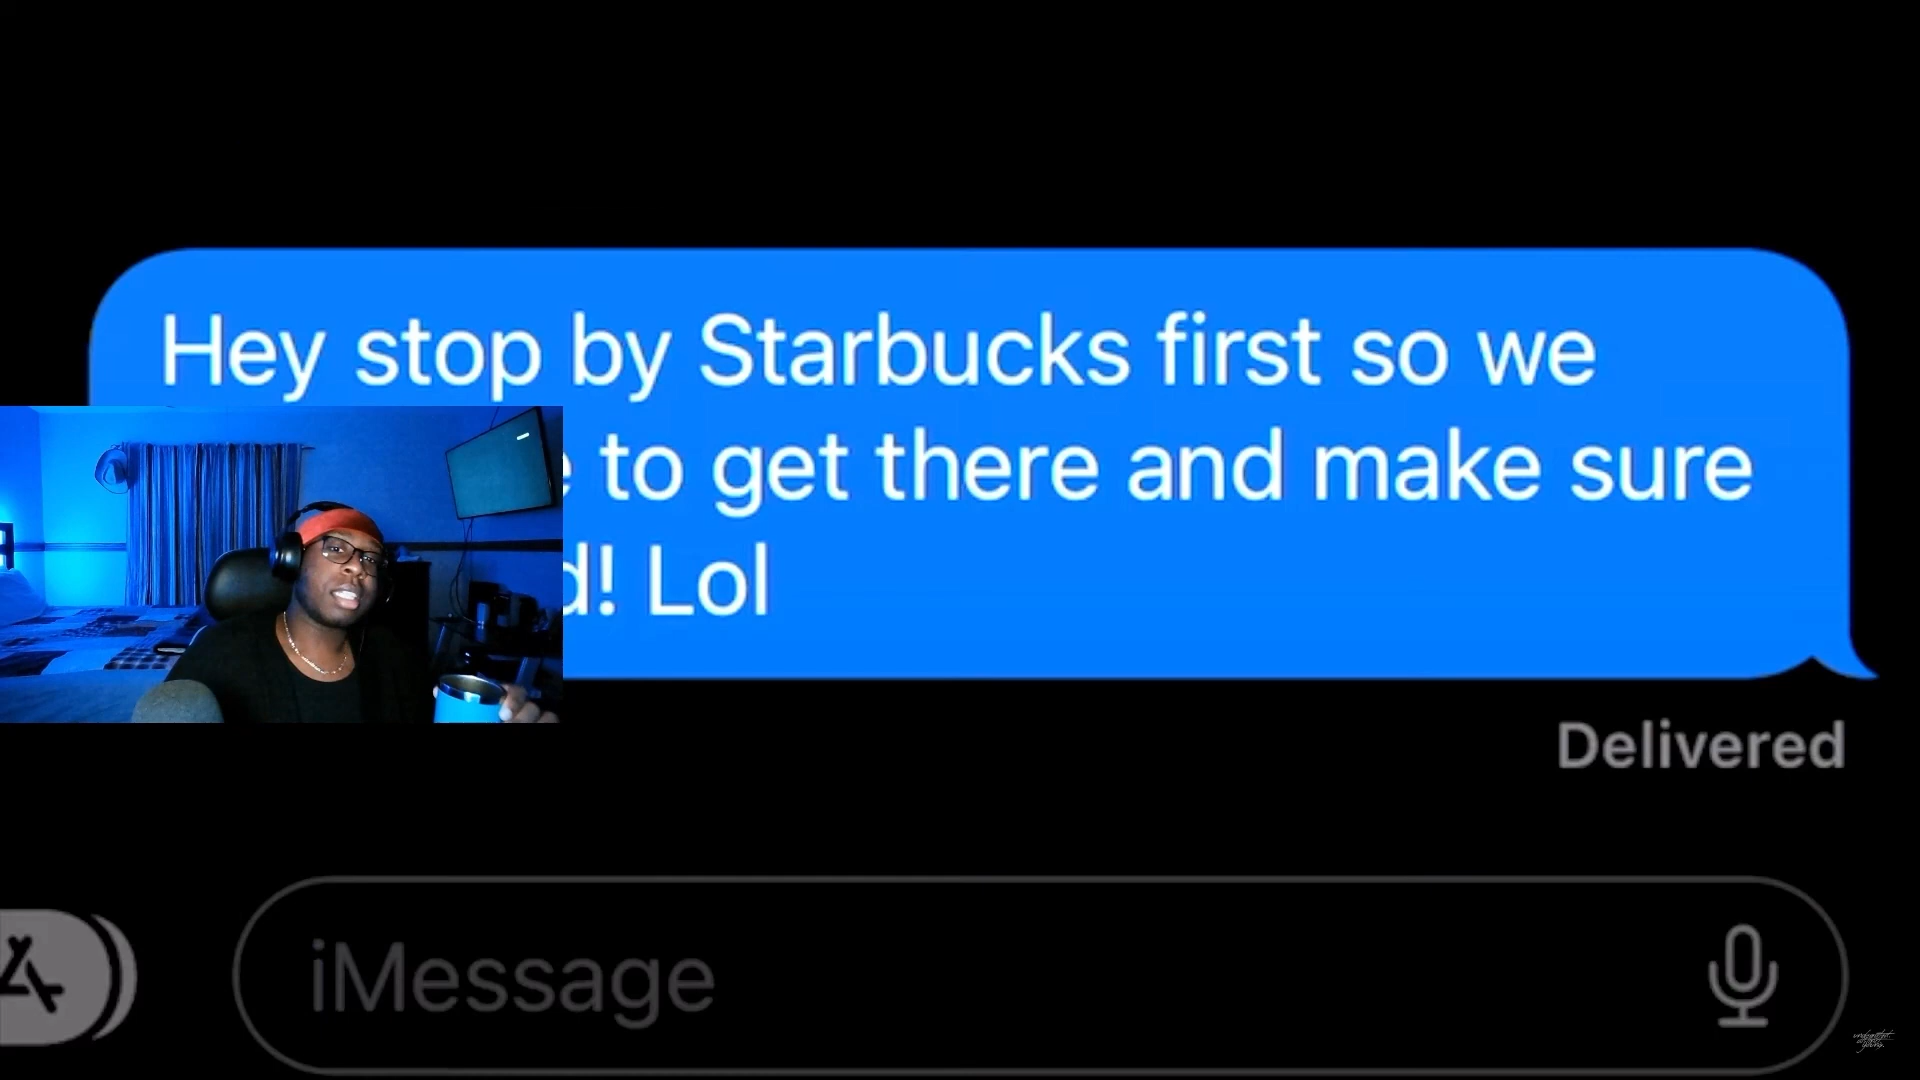 Hey stop by Starbucks first so we
to get there and make sure
d! Lol
Delivered
iMessage